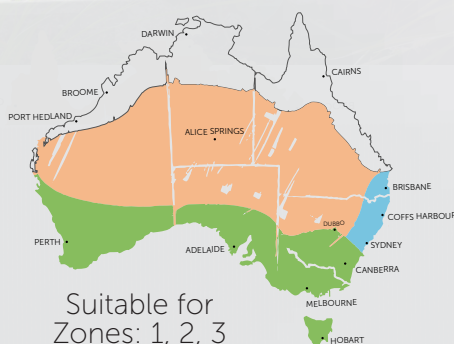 DARWIN
CAIRNS
BROOME
PORT HEDLAND
ALICE SPRINGS
BRISBANE
COFFS HARBOUR
DUBBO
SYDNEY
PERTH
ADELAIDE
CANBERRA
MELBOURNE
HOBART
Suitable for
Zones: 1, 2, 3